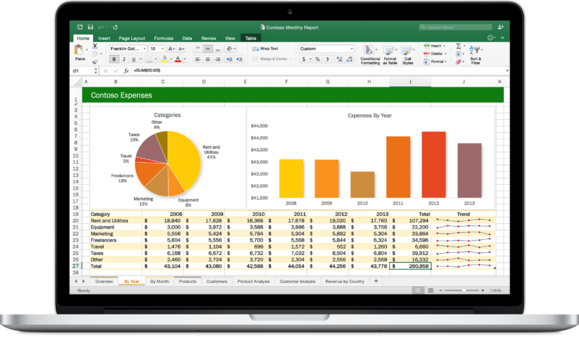 Contoso Monthly Report
Home Insert Page Layout Formulas Data Review View Table
Paste
Franklin Got... 10
Wrap Text
Merge & Center
Custom
Conditional Formatting
Format as Table
Cell Styles
Insert
Delete
Format
Sort & Filter
fx
A B C D E F G H I J K
Contoso Expenses
Categories
Other 6%
Taxes 15%
Travel 3%
Freelancers 13%
Marketing 13%
Equipment 9%
Rent and Utilities 41%
Expenses By Year
$44,500
$44,000
$43,500
$43,000
$42,500
$42,000
$41,500
2008 2009 2010 2011 2012 2013
Category 2008 2009 2010 2011 2012 2013 Total Trend
Rent and Utilities $ 18,840 $ 17,628 $ 16,368 $ 17,678 $ 19,020 $ 17,760 $ 107,294
Equipment $ 3,000 $ 3,972 $ 3,588 $ 3,896 $ 3,888 $ 3,756 $ 22,200
Marketing $ 5,556 $ 5,424 $ 5,784 $ 5,904 $ 5,892 $ 5,304 $ 33,864
Freelancers $ 5,604 $ 5,556 $ 5,700 $ 5,568 $ 5,844 $ 6,324 $ 34,596
Travel $ 1,476 $ 1,104 $ 696 $ 1,572 $ 552 $ 1,260 $ 6,660
Taxes $ 6,168 $ 6,672 $ 6,732 $ 7,032 $ 6,504 $ 6,804 $ 39,912
Other $ 2,460 $ 2,724 $ 3,720 $ 2,304 $ 2,556 $ 2,568 $ 16,332
Total $ 43,104 $ 43,080 $ 42,588 $ 44,054 $ 44,256 $ 43,776 $ 260,858
Overview By Year By Month Products Customers Product Analysis Customer Analysis Revenue by Country +
Ready